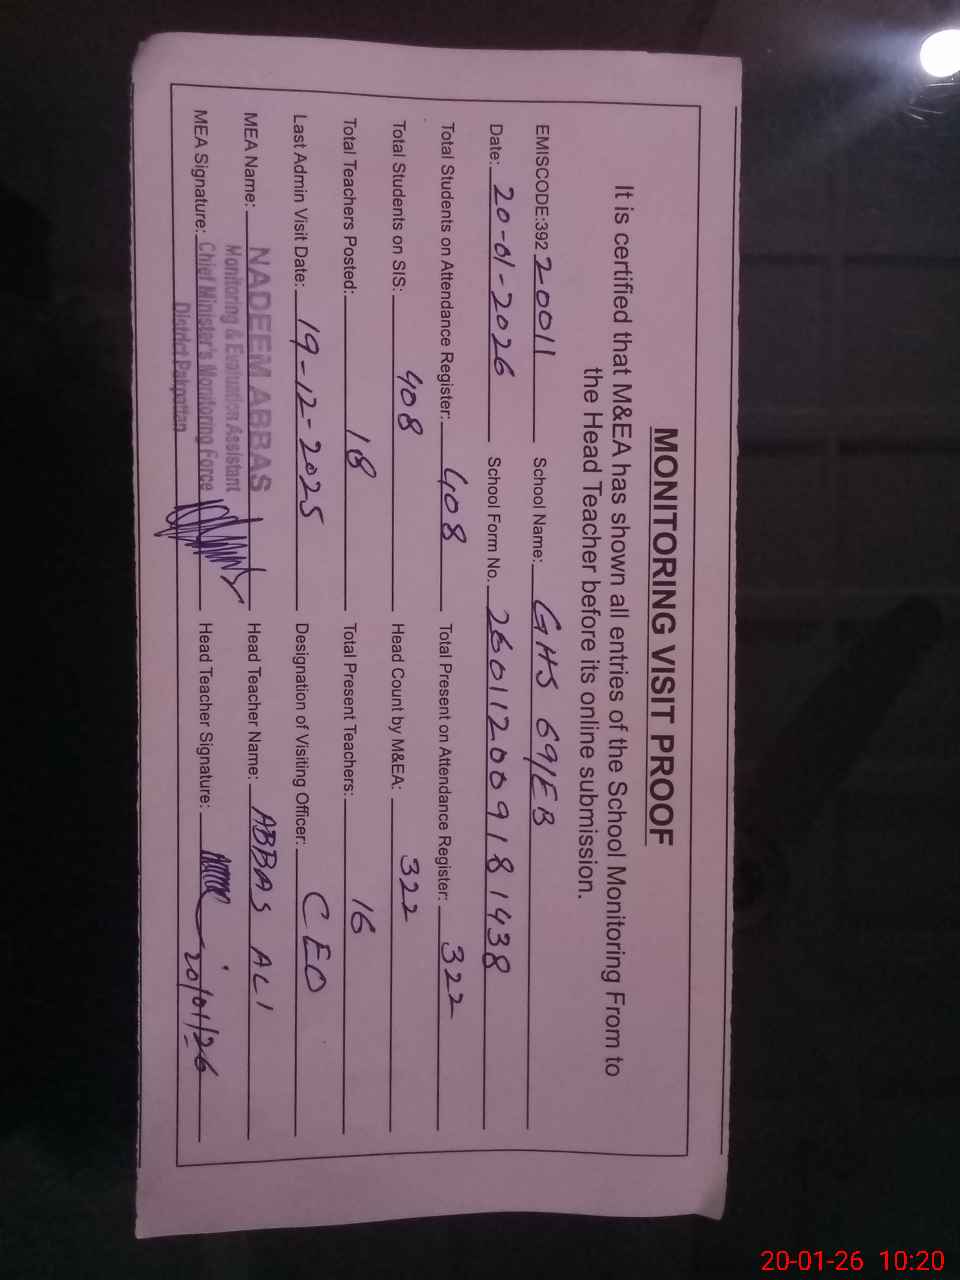 MONITORING VISIT PROOF
It is certified that M&EA has shown all entries of the School Monitoring From to
the Head Teacher before its online submission.
EMISCODE:392 20011 School Name: GHS 69/EB
Date: 20-01-2026 School Form No. 26011200918 1438
Total Students on Attendance Register: 408 Total Present on Attendance Register: 322
Total Students on SIS: 408 Head Count by M&EA: 322
Total Teachers Posted: 18 Total Present Teachers: 16
Last Admin Visit Date: 19-12-2025 Designation of Visiting Officer: CEO
MEA Name: NADEEM ABBAS Head Teacher Name: ABBAS ALI
Monitoring & Evaluation Assistant
MEA Signature: Chief Minister's Monitoring Force Head Teacher Signature: 20/01/26
District Pakpattan
20-01-26 10:20